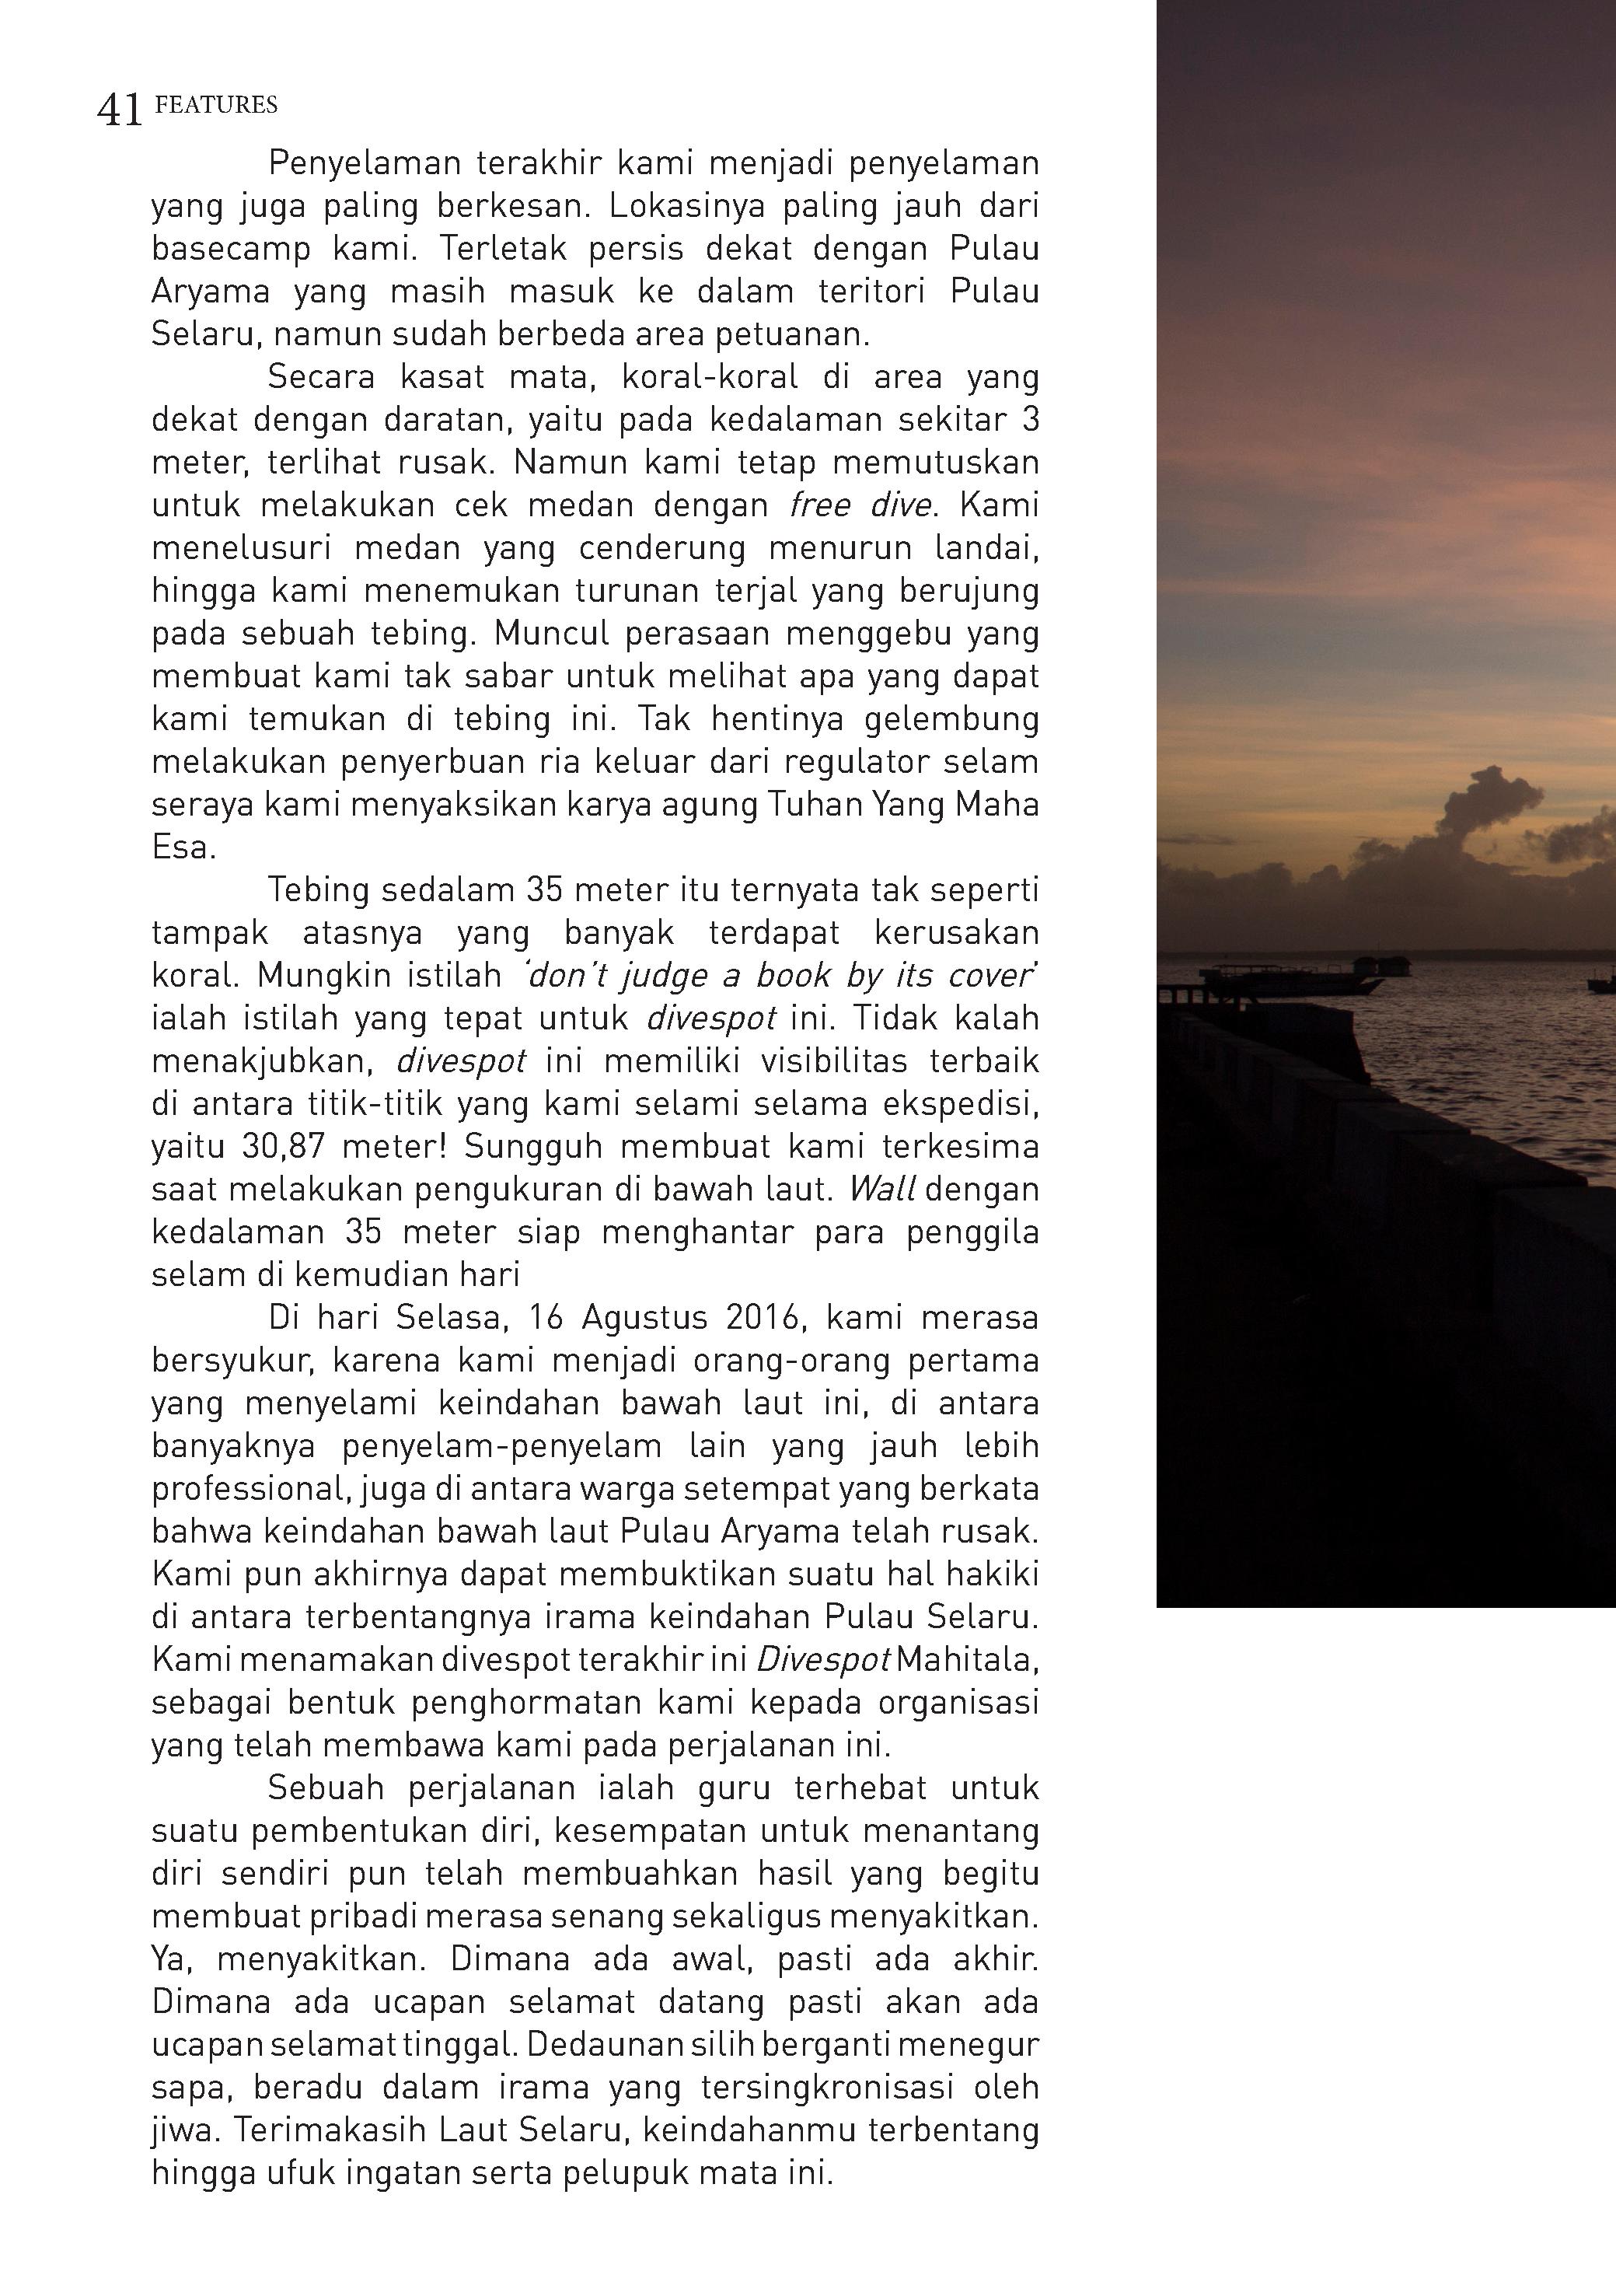 41 FEATURES
Penyelaman terakhir kami menjadi penyelaman
yang juga paling berkesan. Lokasinya paling jauh dari
basecamp kami. Terletak persis dekat dengan Pulau
Aryama yang masih masuk ke dalam teritori Pulau
Selaru, namun sudah berbeda area petuanan.
Secara kasat mata, koral-koral di area yang
dekat dengan daratan, yaitu pada kedalaman sekitar 3
meter, terlihat rusak. Namun kami tetap memutuskan
untuk melakukan cek medan dengan free dive. Kami
menelusuri medan yang cenderung menurun landai,
hingga kami menemukan turunan terjal yang berujung
pada sebuah tebing. Muncul perasaan menggebu yang
membuat kami tak sabar untuk melihat apa yang dapat
kami temukan di tebing ini. Tak hentinya gelembung
melakukan penyerbuan ria keluar dari regulator selam
seraya kami menyaksikan karya agung Tuhan Yang Maha
Esa.
Tebing sedalam 35 meter itu ternyata tak seperti
tampak atasnya yang banyak terdapat kerusakan
koral. Mungkin istilah ‘don’t judge a book by its cover’
ialah istilah yang tepat untuk divespot ini. Tidak kalah
menakjubkan, divespot ini memiliki visibilitas terbaik
di antara titik-titik yang kami selami selama ekspedisi,
yaitu 30,87 meter! Sungguh membuat kami terkesima
saat melakukan pengukuran di bawah laut. Wall dengan
kedalaman 35 meter siap menghantar para penggila
selam di kemudian hari
Di hari Selasa, 16 Agustus 2016, kami merasa
bersyukur, karena kami menjadi orang-orang pertama
yang menyelami keindahan bawah laut ini, di antara
banyaknya penyelam-penyelam lain yang jauh lebih
professional, juga di antara warga setempat yang berkata
bahwa keindahan bawah laut Pulau Aryama telah rusak.
Kami pun akhirnya dapat membuktikan suatu hal hakiki
di antara terbentangnya irama keindahan Pulau Selaru.
Kami menamakan divespot terakhir ini Divespot Mahitala,
sebagai bentuk penghormatan kami kepada organisasi
yang telah membawa kami pada perjalanan ini.
Sebuah perjalanan ialah guru terhebat untuk
suatu pembentukan diri, kesempatan untuk menantang
diri sendiri pun telah membuahkan hasil yang begitu
membuat pribadi merasa senang sekaligus menyakitkan.
Ya, menyakitkan. Dimana ada awal, pasti ada akhir.
Dimana ada ucapan selamat datang pasti akan ada
ucapan selamat tinggal. Dedaunan silih berganti menegur
sapa, beradu dalam irama yang tersingkronisasi oleh
jiwa. Terimakasih Laut Selaru, keindahanmu terbentang
hingga ufuk ingatan serta pelupuk mata ini.